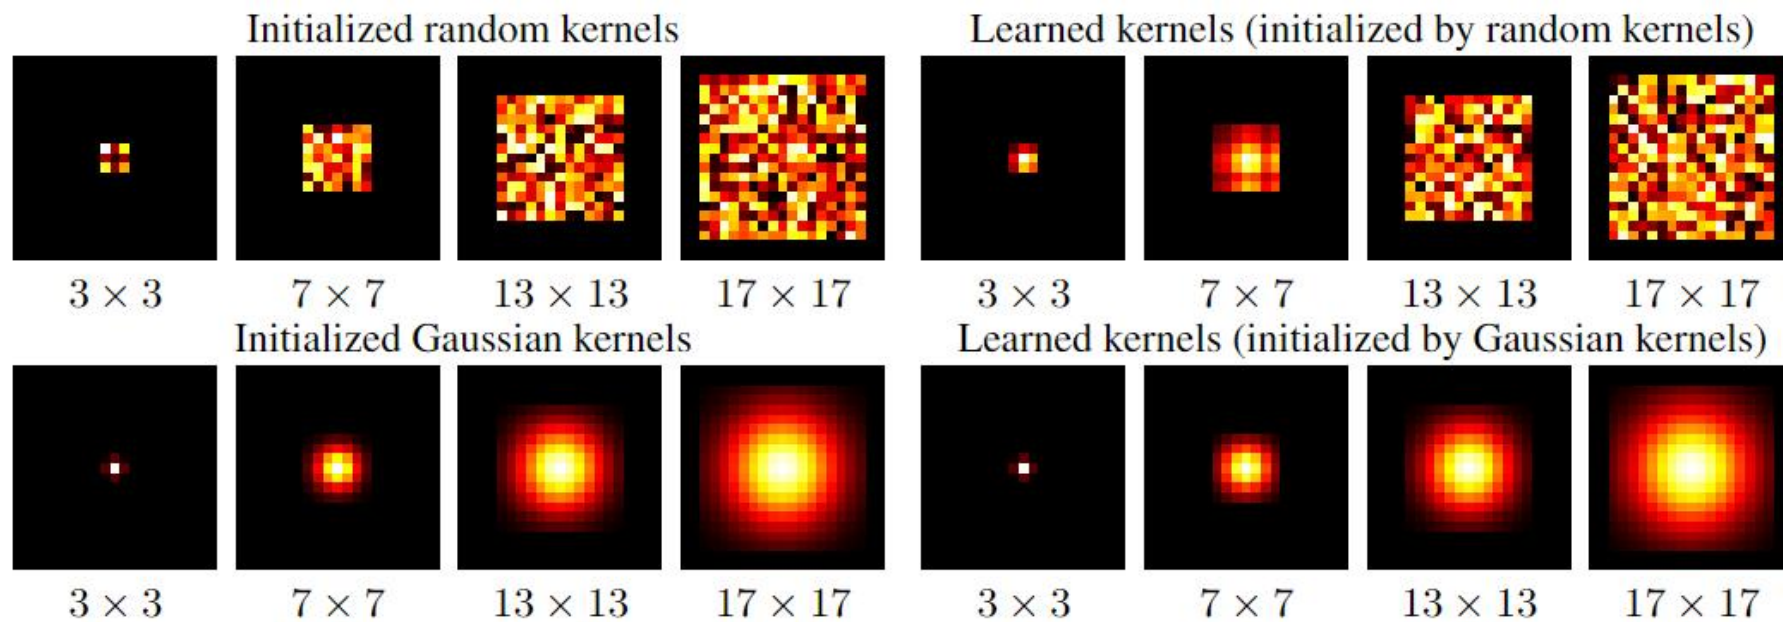 Initialized random kernels
Learned kernels (initialized by random kernels)
3 × 3
7 × 7
13 × 13
17 × 17
3 × 3
7 × 7
13 × 13
17 × 17
Initialized Gaussian kernels
Learned kernels (initialized by Gaussian kernels)
3 × 3
7 × 7
13 × 13
17 × 17
3 × 3
7 × 7
13 × 13
17 × 17